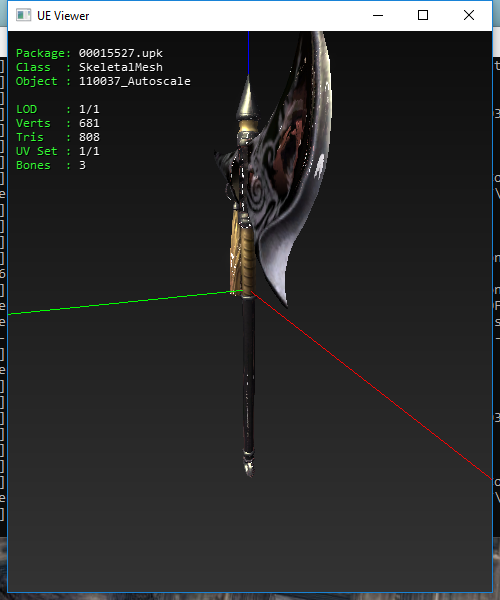 UE Viewer
Package: 00015527.upk
Class : SkeletalMesh
Object : 110037_Autoscale
LOD : 1/1
Verts : 681
Tris : 808
UV Set : 1/1
Bones : 3